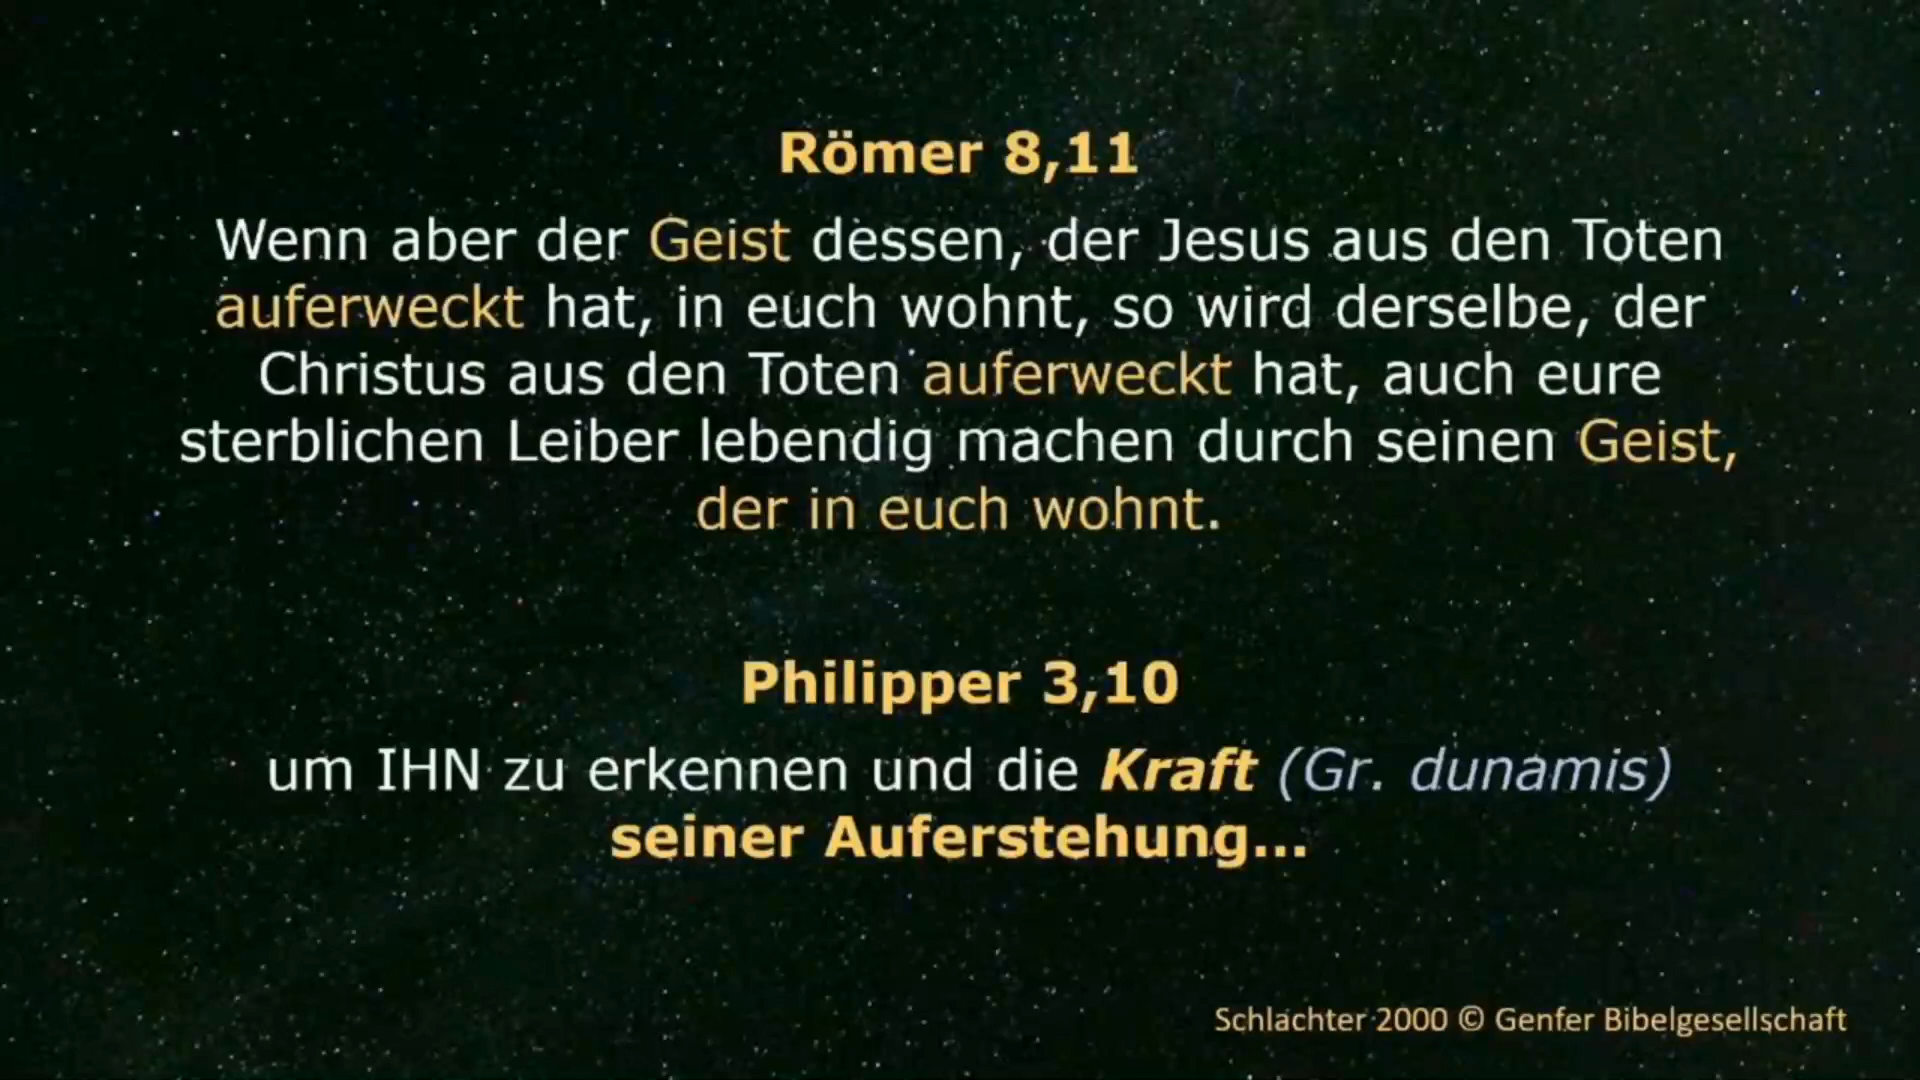 Römer 8,11
Wenn aber der Geist dessen, der Jesus aus den Toten
auferweckt hat, in euch wohnt, so wird derselbe, der
Christus aus den Toten auferweckt hat, auch eure
sterblichen Leiber lebendig machen durch seinen Geist,
der in euch wohnt.
Philipper 3,10
um IHN zu erkennen und die Kraft (Gr. dunamis)
seiner Auferstehung...
Schlachter 2000 © Genfer Bibelgesellschaft